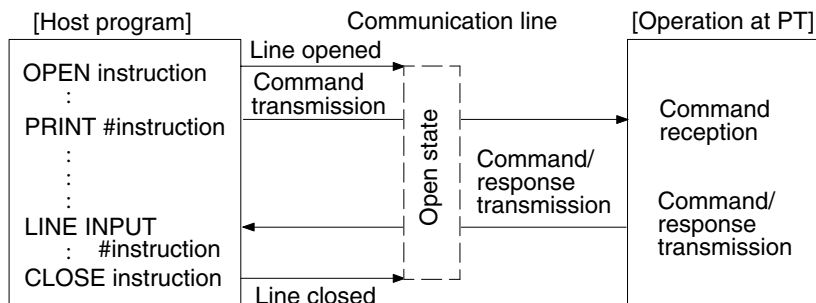 [Host program]
Communication line
[Operation at PT]
OPEN instruction
:
PRINT #instruction
:
:
:
:
LINE INPUT
: #instruction
CLOSE instruction
Line opened
Command
transmission
Line closed
Open state
Command/
response
transmission
Command
reception
Command/
response
transmission